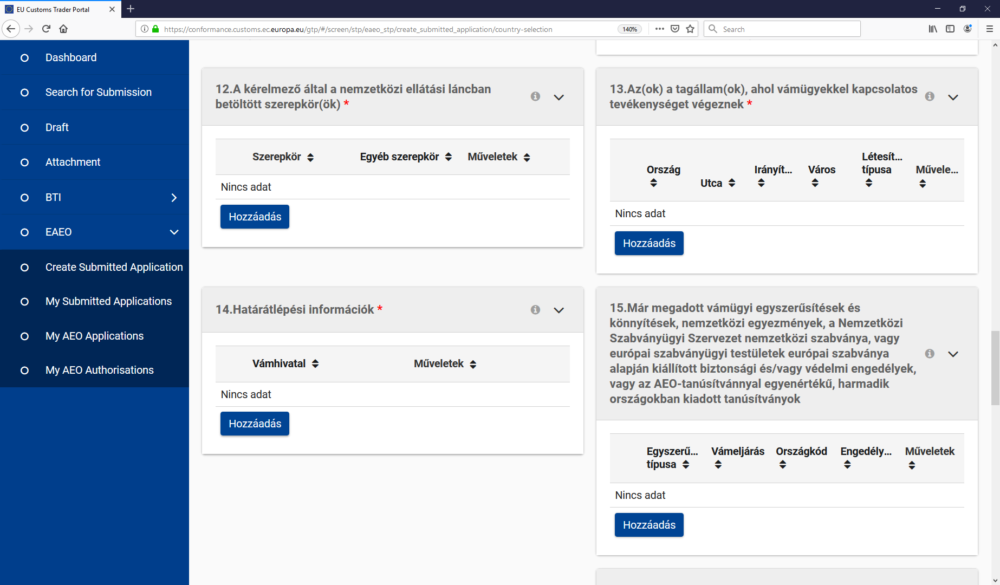 EU Customs Trader Portal
https://conformance.customs.ec.europa.eu/gtp/#/screen/stp/eaeo_stp/create_submitted_application/country-selection
140%
Search
Dashboard
Search for Submission
Draft
Attachment
BTI
EAEO
Create Submitted Application
My Submitted Applications
My AEO Applications
My AEO Authorisations
12.A kérelmező által a nemzetközi ellátási láncban
betöltött szerepkör(ök) *
Szerepkör
Egyéb szerepkör
Műveletek
Nincs adat
Hozzáadás
13.Az(ok) a tagállam(ok), ahol vámügyekkel kapcsolatos
tevékenységet végeznek *
Ország
Utca
Irányít...
Város
Létesít...
típusa
Művele...
Nincs adat
Hozzáadás
14.Határátlépési információk *
Vámhivatal
Műveletek
Nincs adat
Hozzáadás
15.Már megadott vámügyi egyszerűsítések és
könnyítések, nemzetközi egyezmények, a Nemzetközi
Szabványügyi Szervezet nemzetközi szabványa, vagy
európai szabványügyi testületek európai szabványa
alapján kiállított biztonsági és/vagy védelmi engedélyek,
vagy az AEO-tanúsítvánnyal egyenértékű, harmadik
országokban kiadott tanúsítványok
Egyszerű...
típusa
Vámeljárás
Országkód
Engedély...
Műveletek
Nincs adat
Hozzáadás